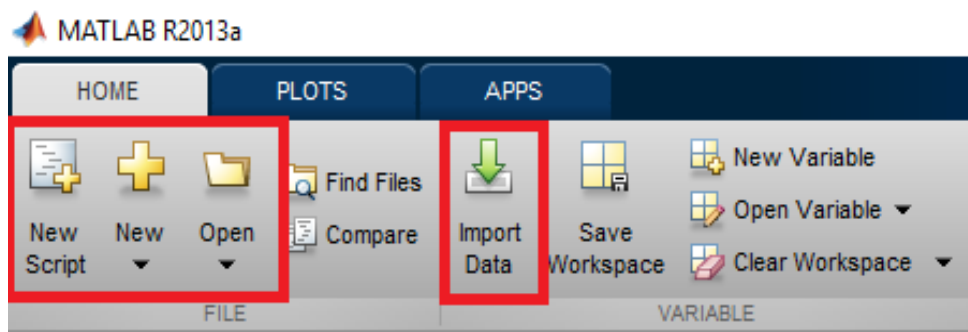 MATLAB R2013a
HOME PLOTS APPS
New Script
New
Open
Find Files
Compare
Import Data
Save Workspace
New Variable
Open Variable
Clear Workspace
FILE VARIABLE